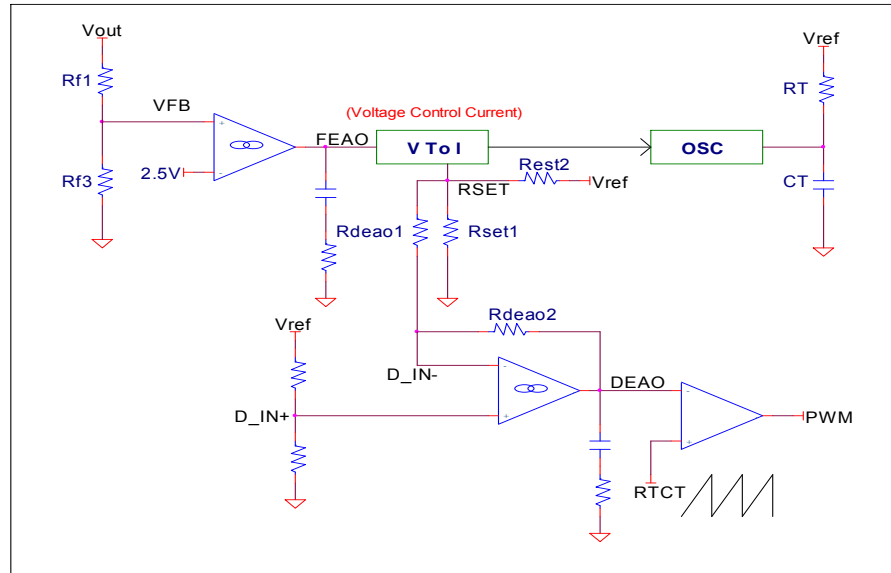 Vout
Vref
Rf1
RT
VFB
(Voltage Control Current)
+
FEAO
V To I
OSC
Rf3
2.5V
-
Rest2
Vref
CT
RSET
Rdeao1
Rset1
Vref
Rdeao2
D_IN-
-
DEAO
-
D_IN+
+
PWM
+
RTCT